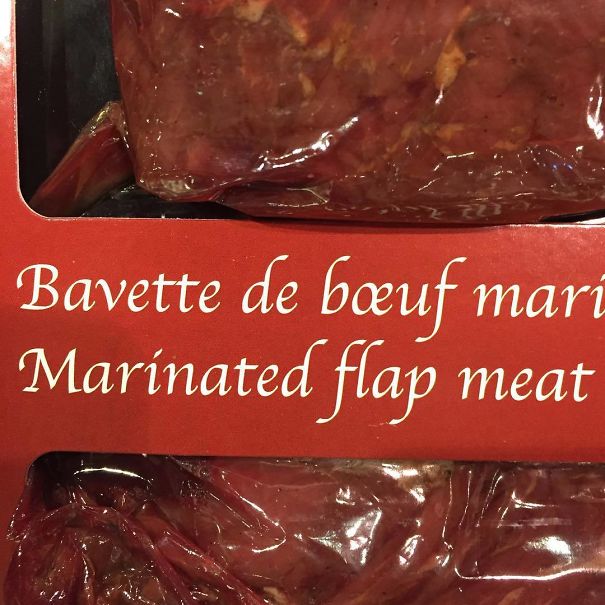 Bavette de bœuf mari
Marinated flap meat